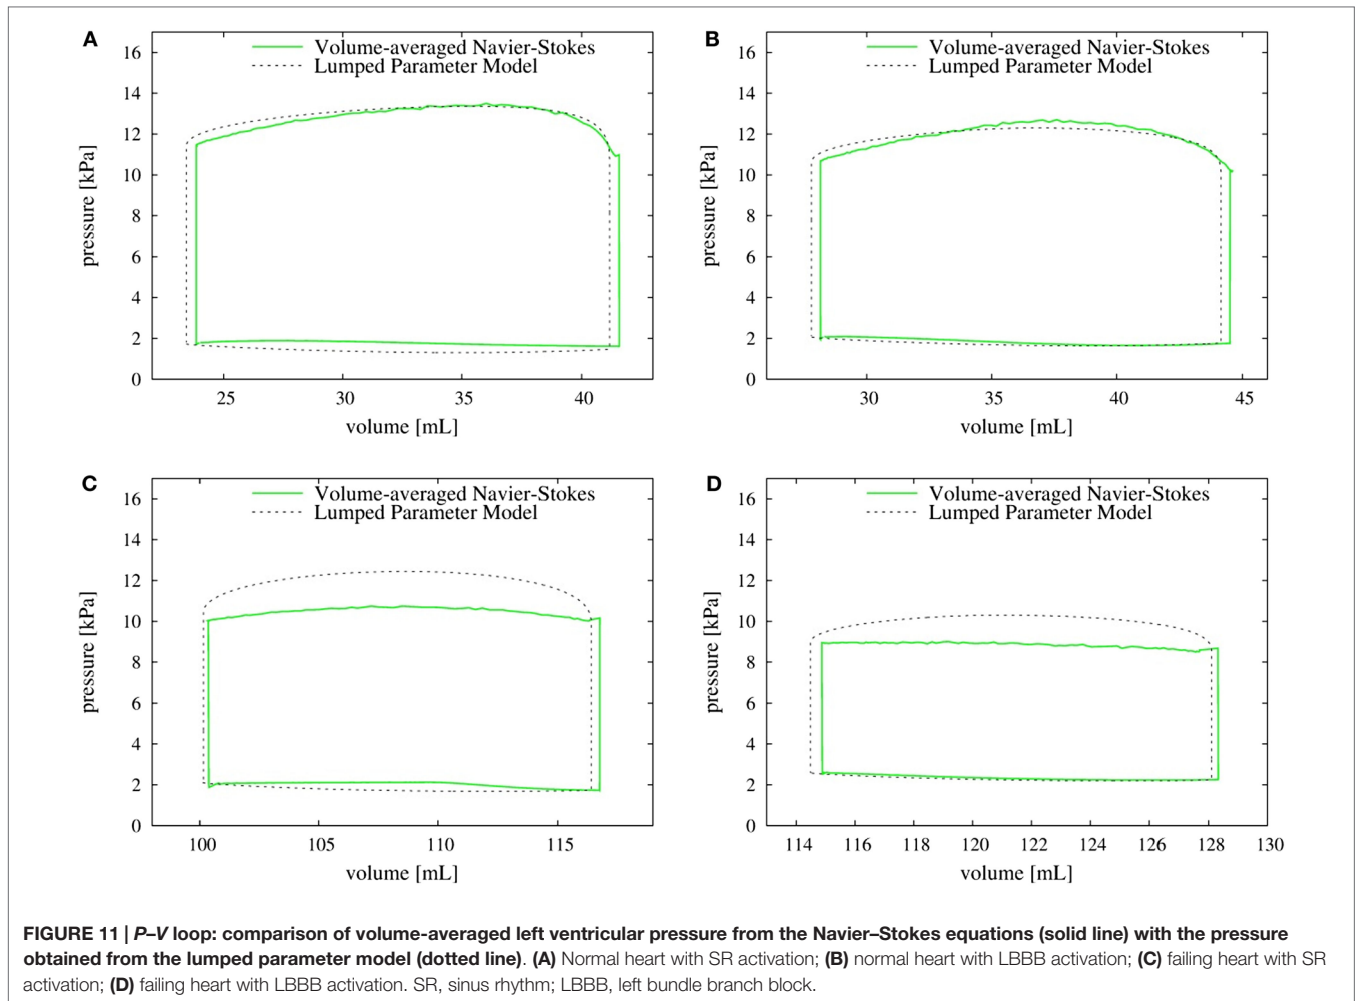 A
16
14
12
10
8
6
4
2
0
pressure [kPa]
Volume-averaged Navier-Stokes
Lumped Parameter Model
25 30 35 40
volume [mL]
B
16
14
12
10
8
6
4
2
0
pressure [kPa]
Volume-averaged Navier-Stokes
Lumped Parameter Model
30 35 40 45
volume [mL]
C
16
14
12
10
8
6
4
2
0
pressure [kPa]
Volume-averaged Navier-Stokes
Lumped Parameter Model
100 105 110 115
volume [mL]
D
16
14
12
10
8
6
4
2
0
pressure [kPa]
Volume-averaged Navier-Stokes
Lumped Parameter Model
114 116 118 120 122 124 126 128 130
volume [mL]
FIGURE 11 | P–V loop: comparison of volume-averaged left ventricular pressure from the Navier–Stokes equations (solid line) with the pressure
obtained from the lumped parameter model (dotted line). (A) Normal heart with SR activation; (B) normal heart with LBBB activation; (C) failing heart with SR
activation; (D) failing heart with LBBB activation. SR, sinus rhythm; LBBB, left bundle branch block.